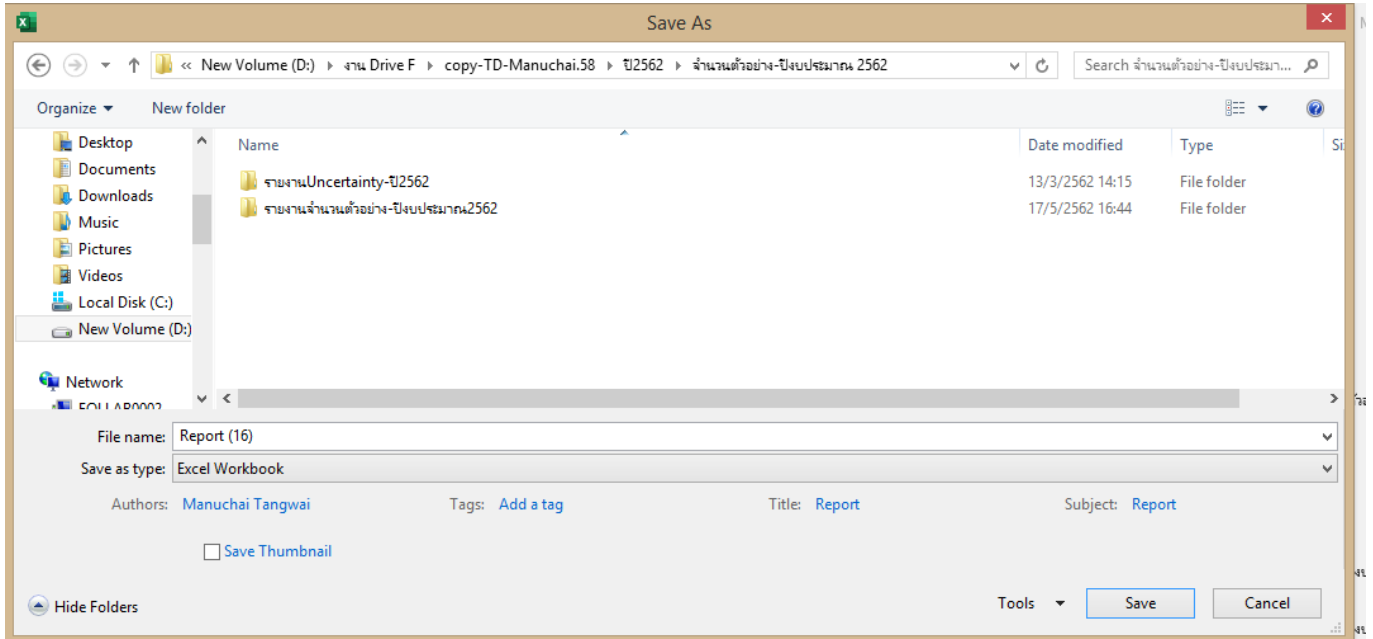 Save As
« New Volume (D:) งาน Drive F copy-TD-Manuchai.58 ปี2562 จำนวนตัวอย่าง-ปีงบประมาณ 2562 Search จำนวนตัวอย่าง-ปีงบประมา...
Organize New folder
Desktop Name Date modified Type
Documents รายงานUncertainty-ปี2562 13/3/2562 14:15 File folder
Downloads รายงานจำนวนตัวอย่าง-ปีงบประมาณ2562 17/5/2562 16:44 File folder
Music
Pictures
Videos
Local Disk (C:)
New Volume (D:)
Network
File name: Report (16)
Save as type: Excel Workbook
Authors: Manuchai Tangwai Tags: Add a tag Title: Report Subject: Report
Save Thumbnail
Hide Folders Tools Save Cancel